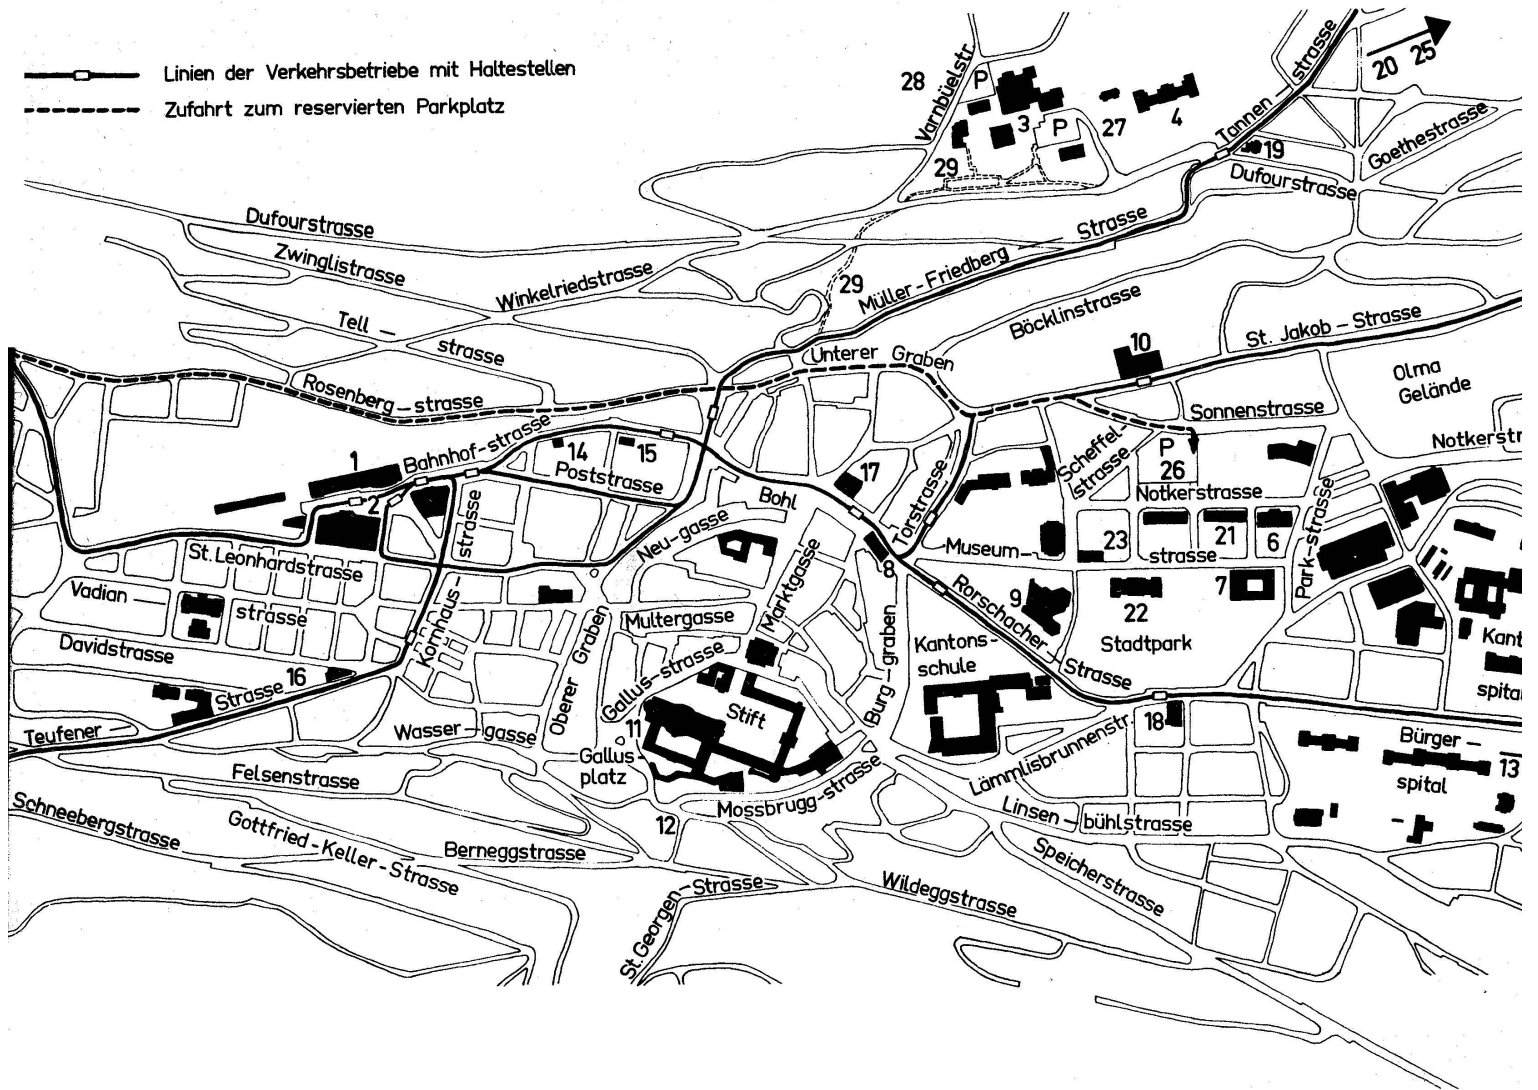 Linien der Verkehrsbetriebe mit Haltestellen
Zufahrt zum reservierten Parkplatz
20 25
28
Varnbüelstr.
P
3
P
27
4
Tannen - strasse
19
Goethestrasse
29
Dufourstrasse
Dufourstrasse
Zwinglistrasse
Winkelriedstrasse
29
Müller - Friedberg - Strasse
Böcklinstrasse
Tell - strasse
Unterer Graben
10
St. Jakob - Strasse
Olma
Gelände
Rosenberg - strasse
Sonnenstrasse
Notkerstr
1
Bahnhof - strasse
14
15
Poststrasse
2
17
Bohl
Torstrasse
Scheffel-
strasse
P
26
Notkerstrasse
Park - strasse
St. Leonhardstrasse
Neu - gasse
Marktgasse
8
Museum - strasse
23
21
6
Vadian - strasse
Kornhaus - strasse
Multergasse
Oberer Graben
Rorschacher - Strasse
9
22
7
Stadtpark
Kant
spital
Davidstrasse
16
Gallus - strasse
Burg - graben
Kantons-
schule
Teufener - Strasse
Wasser - gasse
11
Stift
Gallus-
platz
18
Lämmlisbrunnenstr.
Bürger -
spital
13
Felsenstrasse
Mossbrugg - strasse
Linsen - bühlstrasse
Schneebergstrasse
Gottfried - Keller - Strasse
Berneggstrasse
12
Speicherstrasse
St. Georgen - Strasse
Wildeggstrasse